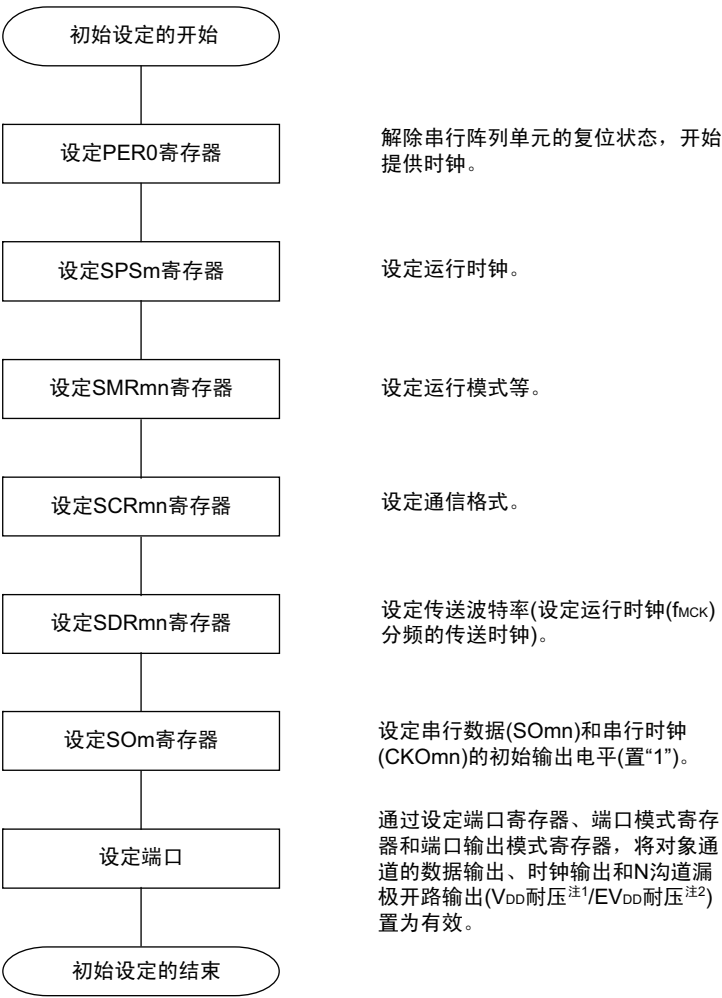 初始设定的开始
设定PER0寄存器
解除串行阵列单元的复位状态，开始
提供时钟。
设定SPSm寄存器
设定运行时钟。
设定SMRmn寄存器
设定运行模式等。
设定SCRmn寄存器
设定通信格式。
设定SDRmn寄存器
设定传送波特率(设定运行时钟(fMCK)
分频的传送时钟)。
设定SOm寄存器
设定串行数据(SOmn)和串行时钟
(CKOmn)的初始输出电平(置“1”)。
设定端口
通过设定端口寄存器、端口模式寄存
器和端口输出模式寄存器，将对象通
道的数据输出、时钟输出和N沟道漏
极开路输出(VDD耐压注1/EVDD耐压注2)
置为有效。
初始设定的结束